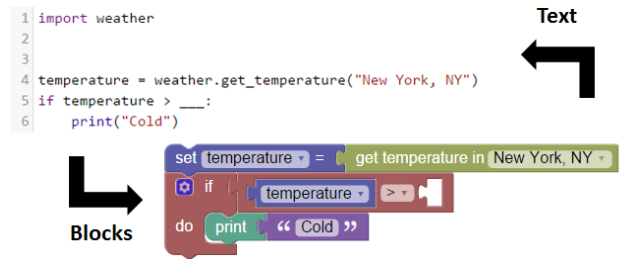 1 import weather
Text
2
3
4 temperature = weather.get_temperature("New York, NY")
5 if temperature > ___:
6 print("Cold")
set temperature = get temperature in New York, NY
if temperature >
do print “ Cold ”
Blocks